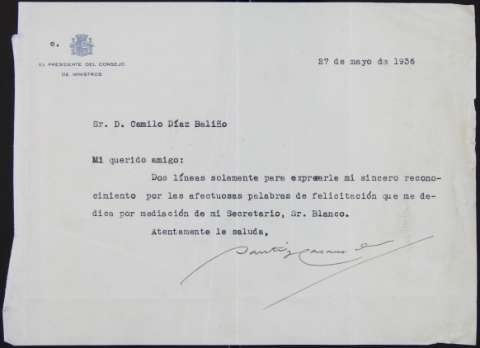 c.
EL PRESIDENTE DEL CONSEJO
DE MINISTROS
27 de mayo de 1936
Sr. D. Camilo Díaz Baliño
Mi querido amigo:
Dos líneas solamente para expresarle mi sincero recono-
cimiento por las afectuosas palabras de felicitación que me de-
dica por mediación de mi Secretario, Sr. Blanco.
Atentamente le saluda,